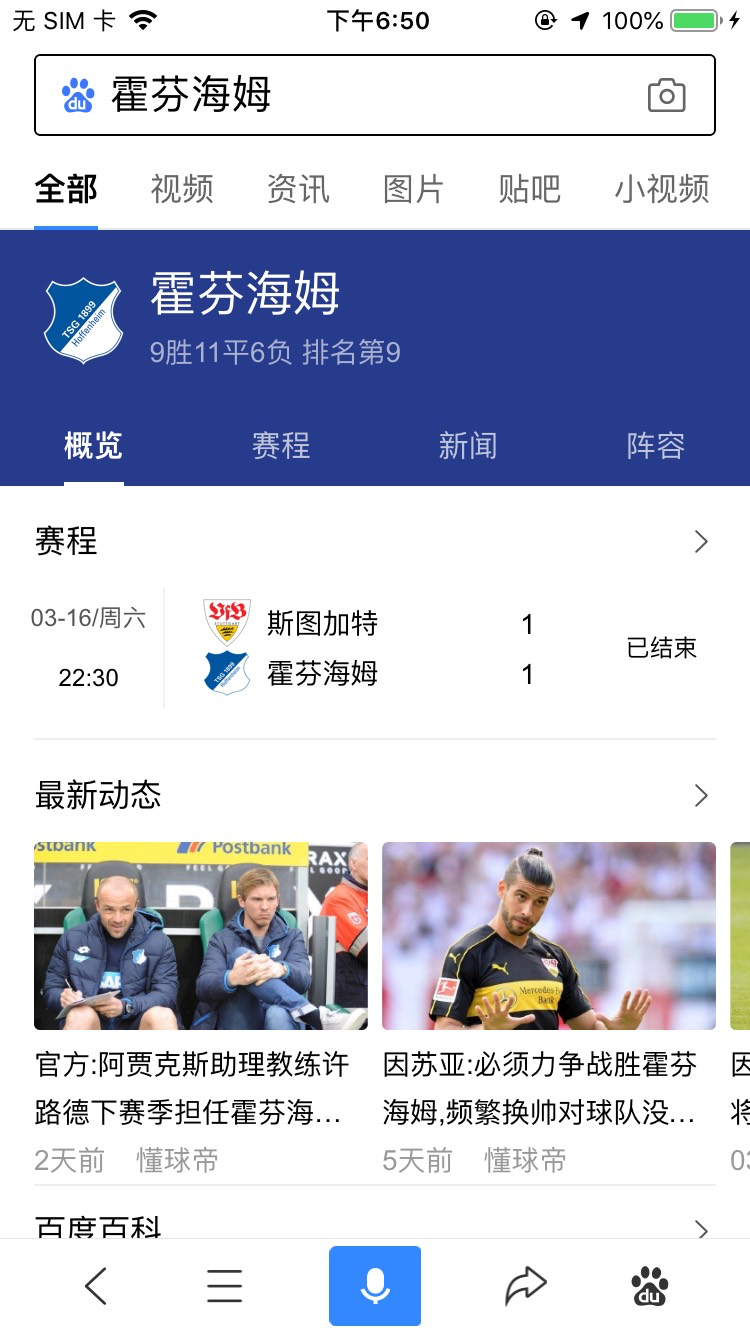 无 SIM 卡
下午6:50
100%
du
霍芬海姆
全部
视频
资讯
图片
贴吧
小视频
TSG 1899
Hoffenheim
霍芬海姆
9胜11平6负 排名第9
概览
赛程
新闻
阵容
赛程
03-16/周六
22:30
VfB
STUTTGART
斯图加特
1
TSG 1899
霍芬海姆
1
已结束
最新动态
stbank
Postbank
RAX
Mercedes-Benz
Bank
官方:阿贾克斯助理教练许
路德下赛季担任霍芬海...
2天前 懂球帝
因苏亚:必须力争战胜霍芬
海姆,频繁换帅对球队没...
5天前 懂球帝
因
将
03
百度百科
du